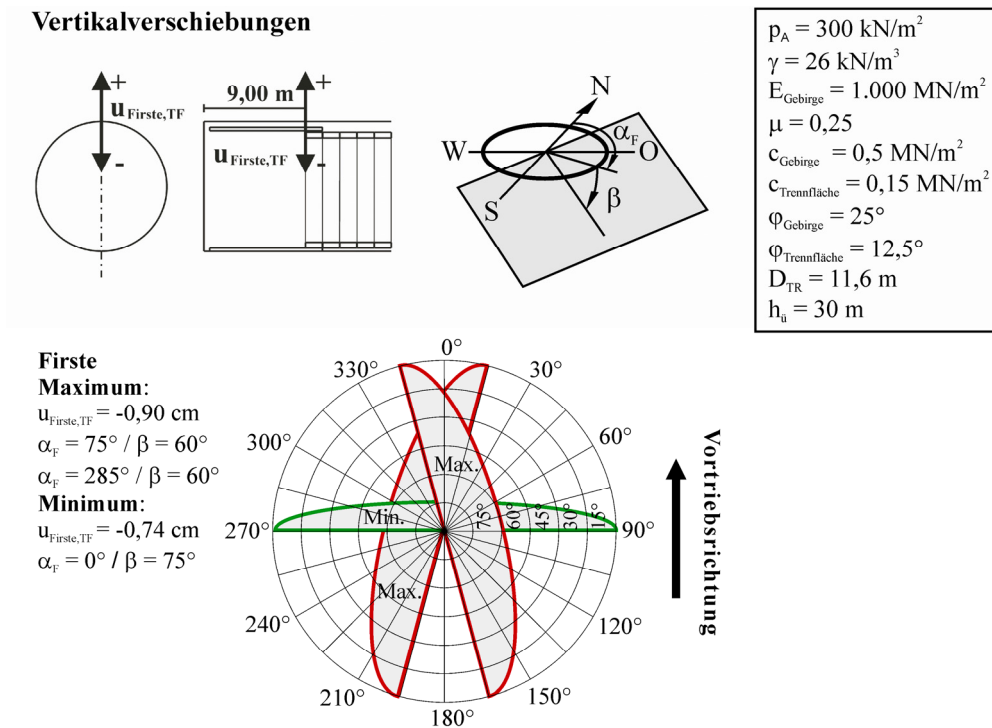 Vertikalverschiebungen
+
u_Firste,TF
-
9,00 m
+
u_Firste,TF
-
N
α_F
W
O
S
β
p_A = 300 kN/m²
γ = 26 kN/m³
E_Gebirge = 1.000 MN/m²
μ = 0,25
c_Gebirge = 0,5 MN/m²
c_Trennfläche = 0,15 MN/m²
φ_Gebirge = 25°
φ_Trennfläche = 12,5°
D_TR = 11,6 m
h_ü = 30 m
Firste
Maximum:
u_Firste,TF = -0,90 cm
α_F = 75° / β = 60°
α_F = 285° / β = 60°
Minimum:
u_Firste,TF = -0,74 cm
α_F = 0° / β = 75°
0°
30°
60°
90°
120°
150°
180°
210°
240°
270°
300°
330°
Max.
Min.
Max.
75°
60°
45°
30°
15°
Vortriebsrichtung